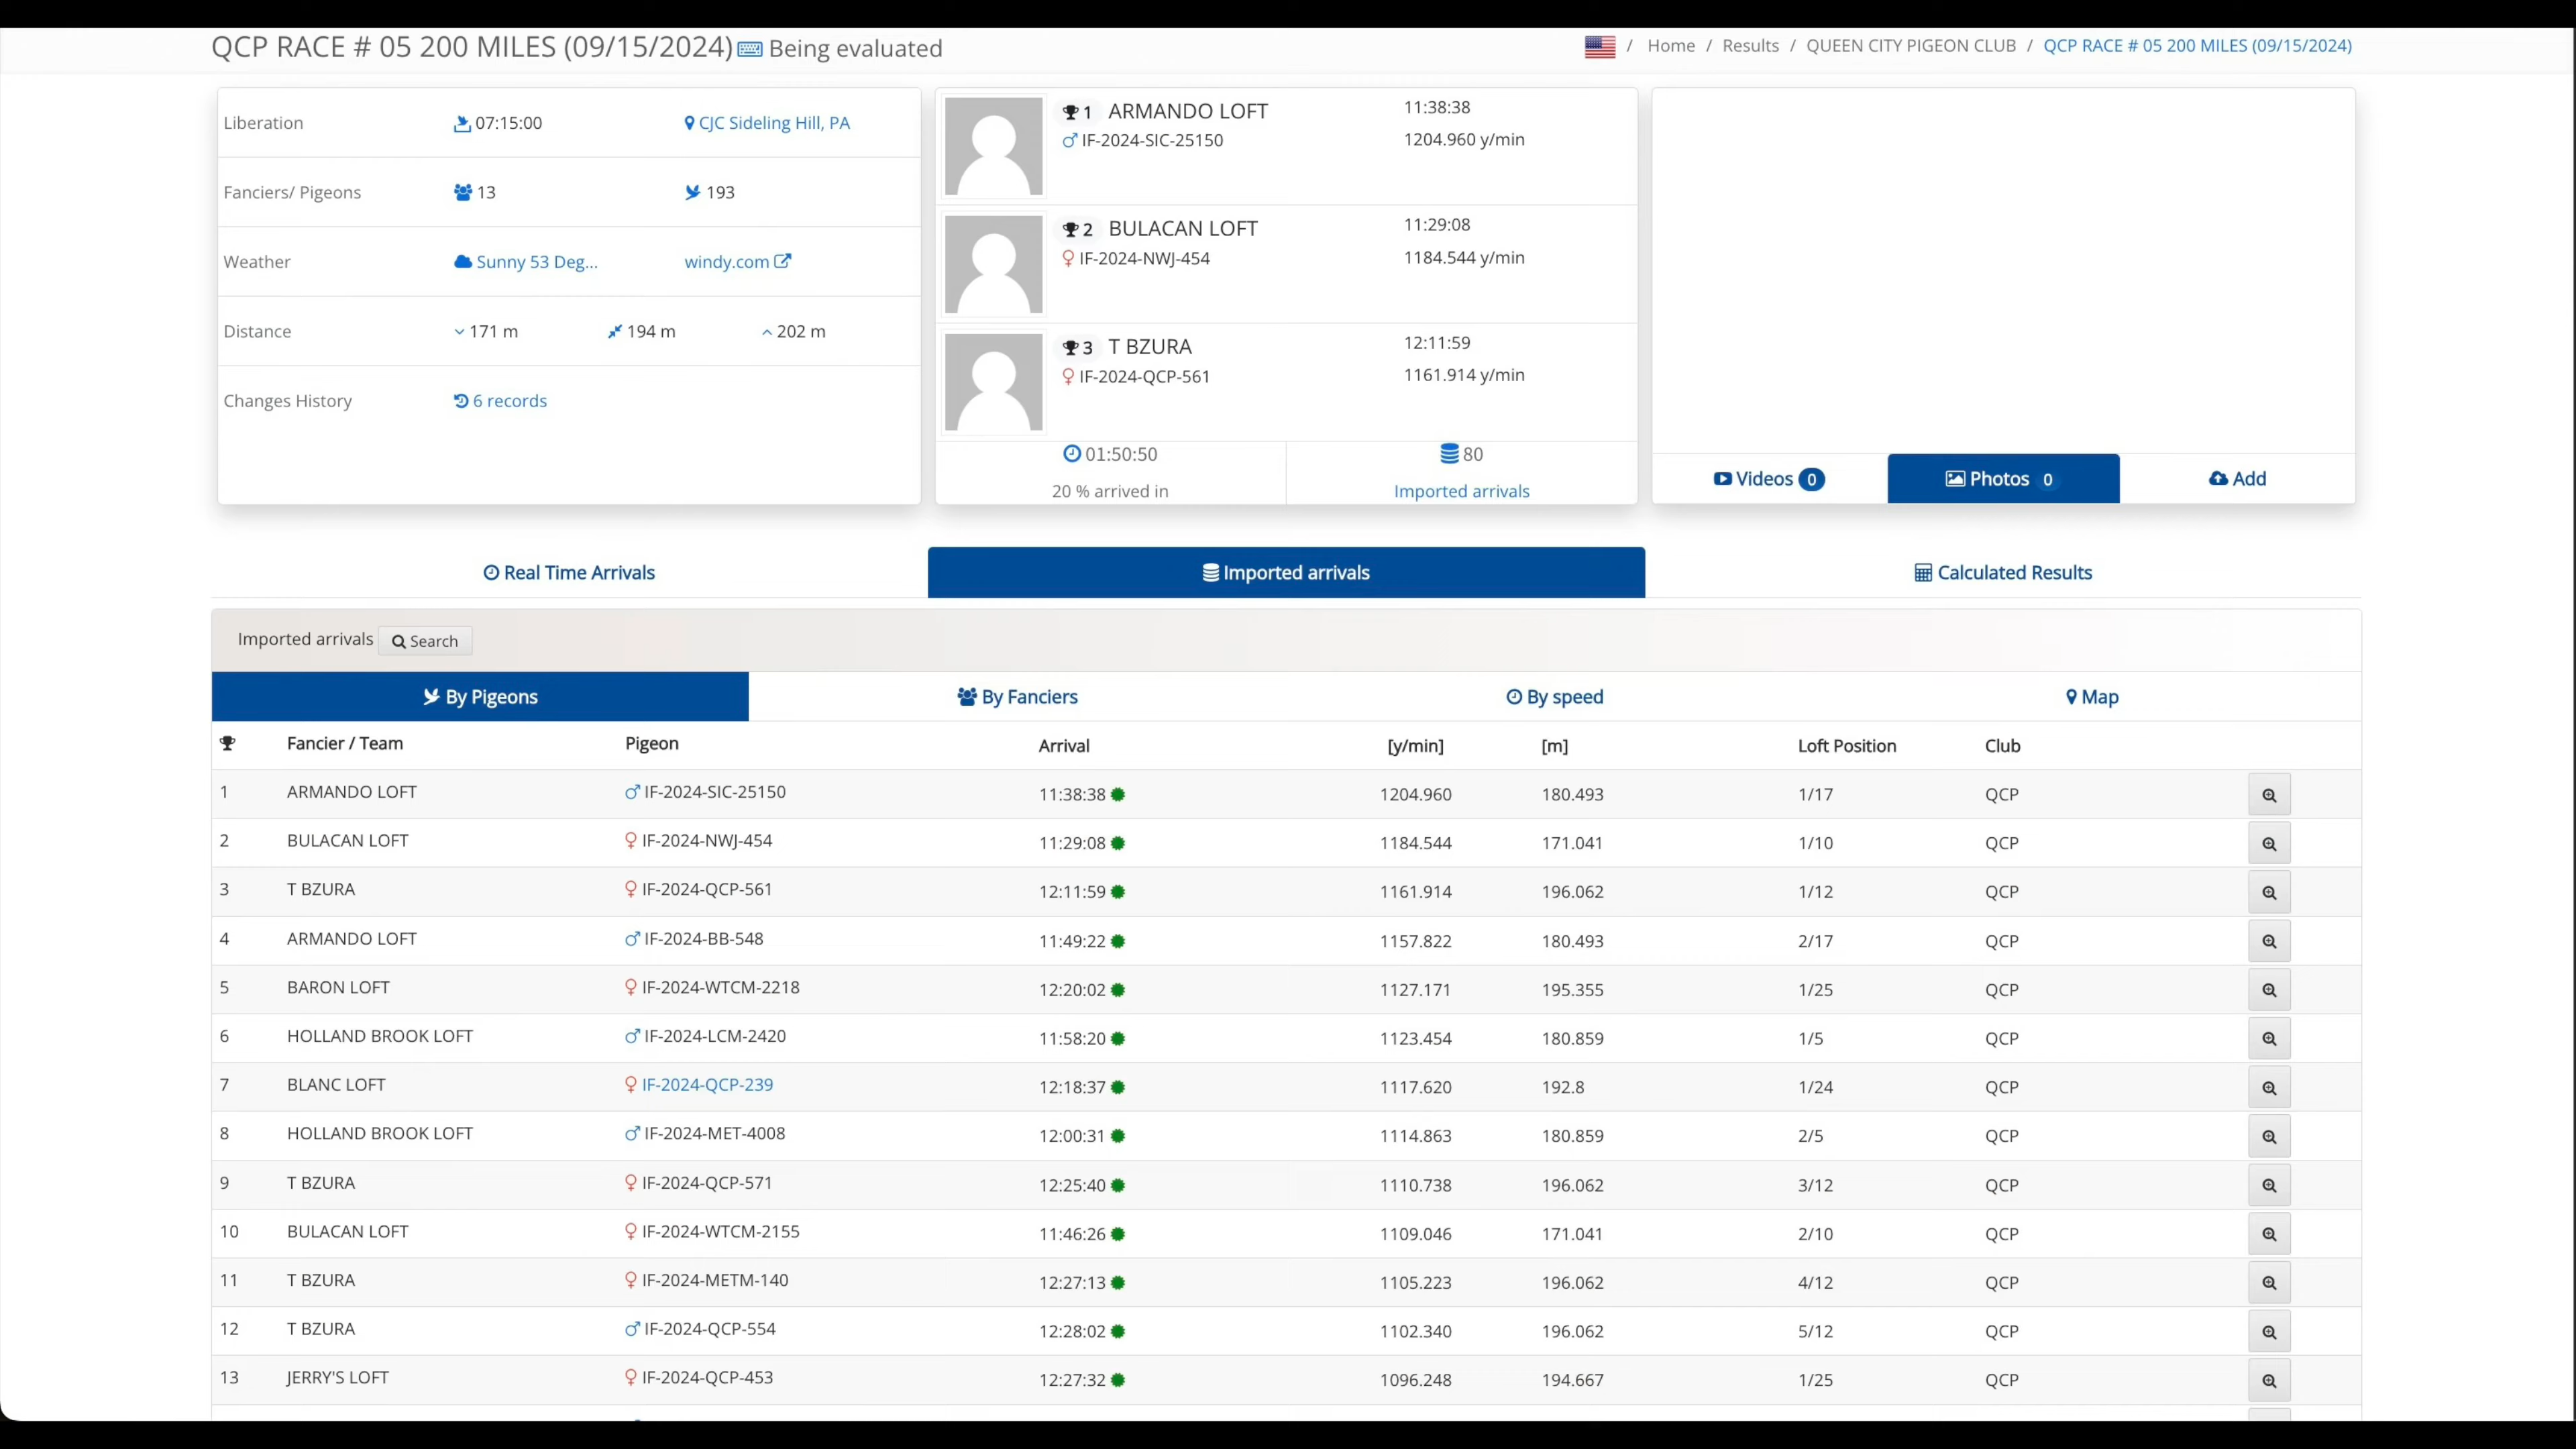 QCP RACE # 05 200 MILES (09/15/2024) Being evaluated
/ Home / Results / QUEEN CITY PIGEON CLUB / QCP RACE # 05 200 MILES (09/15/2024)
Liberation 07:15:00 CJC Sideling Hill, PA
Fanciers/ Pigeons 13 193
Weather Sunny 53 Deg... windy.com
Distance 171 m 194 m 202 m
Changes History 6 records
1 ARMANDO LOFT 11:38:38
IF-2024-SIC-25150 1204.960 y/min
2 BULACAN LOFT 11:29:08
IF-2024-NWJ-454 1184.544 y/min
3 T BZURA 12:11:59
IF-2024-QCP-561 1161.914 y/min
01:50:50 80
20 % arrived in Imported arrivals
Videos 0 Photos 0 Add
Real Time Arrivals Imported arrivals Calculated Results
Imported arrivals Search
By Pigeons By Fanciers By speed Map
Fancier / Team Pigeon Arrival [y/min] [m] Loft Position Club
1 ARMANDO LOFT IF-2024-SIC-25150 11:38:38 1204.960 180.493 1/17 QCP
2 BULACAN LOFT IF-2024-NWJ-454 11:29:08 1184.544 171.041 1/10 QCP
3 T BZURA IF-2024-QCP-561 12:11:59 1161.914 196.062 1/12 QCP
4 ARMANDO LOFT IF-2024-BB-548 11:49:22 1157.822 180.493 2/17 QCP
5 BARON LOFT IF-2024-WTCM-2218 12:20:02 1127.171 195.355 1/25 QCP
6 HOLLAND BROOK LOFT IF-2024-LCM-2420 11:58:20 1123.454 180.859 1/5 QCP
7 BLANC LOFT IF-2024-QCP-239 12:18:37 1117.620 192.8 1/24 QCP
8 HOLLAND BROOK LOFT IF-2024-MET-4008 12:00:31 1114.863 180.859 2/5 QCP
9 T BZURA IF-2024-QCP-571 12:25:40 1110.738 196.062 3/12 QCP
10 BULACAN LOFT IF-2024-WTCM-2155 11:46:26 1109.046 171.041 2/10 QCP
11 T BZURA IF-2024-METM-140 12:27:13 1105.223 196.062 4/12 QCP
12 T BZURA IF-2024-QCP-554 12:28:02 1102.340 196.062 5/12 QCP
13 JERRY'S LOFT IF-2024-QCP-453 12:27:32 1096.248 194.667 1/25 QCP